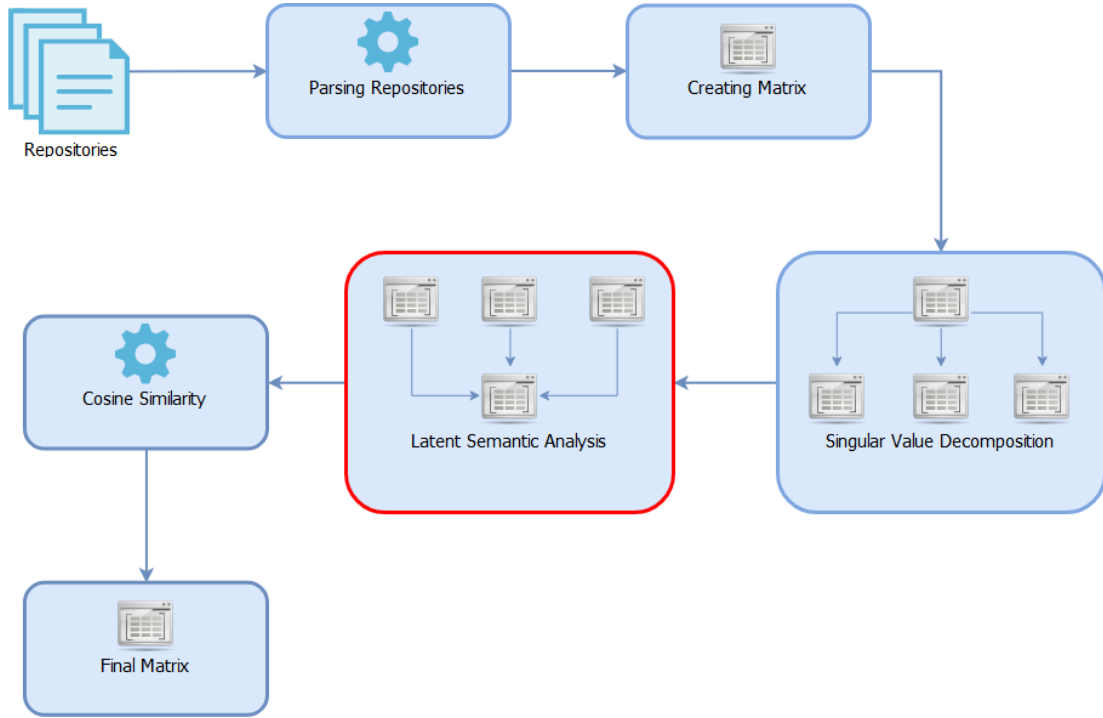 Repositories
Parsing Repositories
Creating Matrix
Singular Value Decomposition
Latent Semantic Analysis
Cosine Similarity
Final Matrix